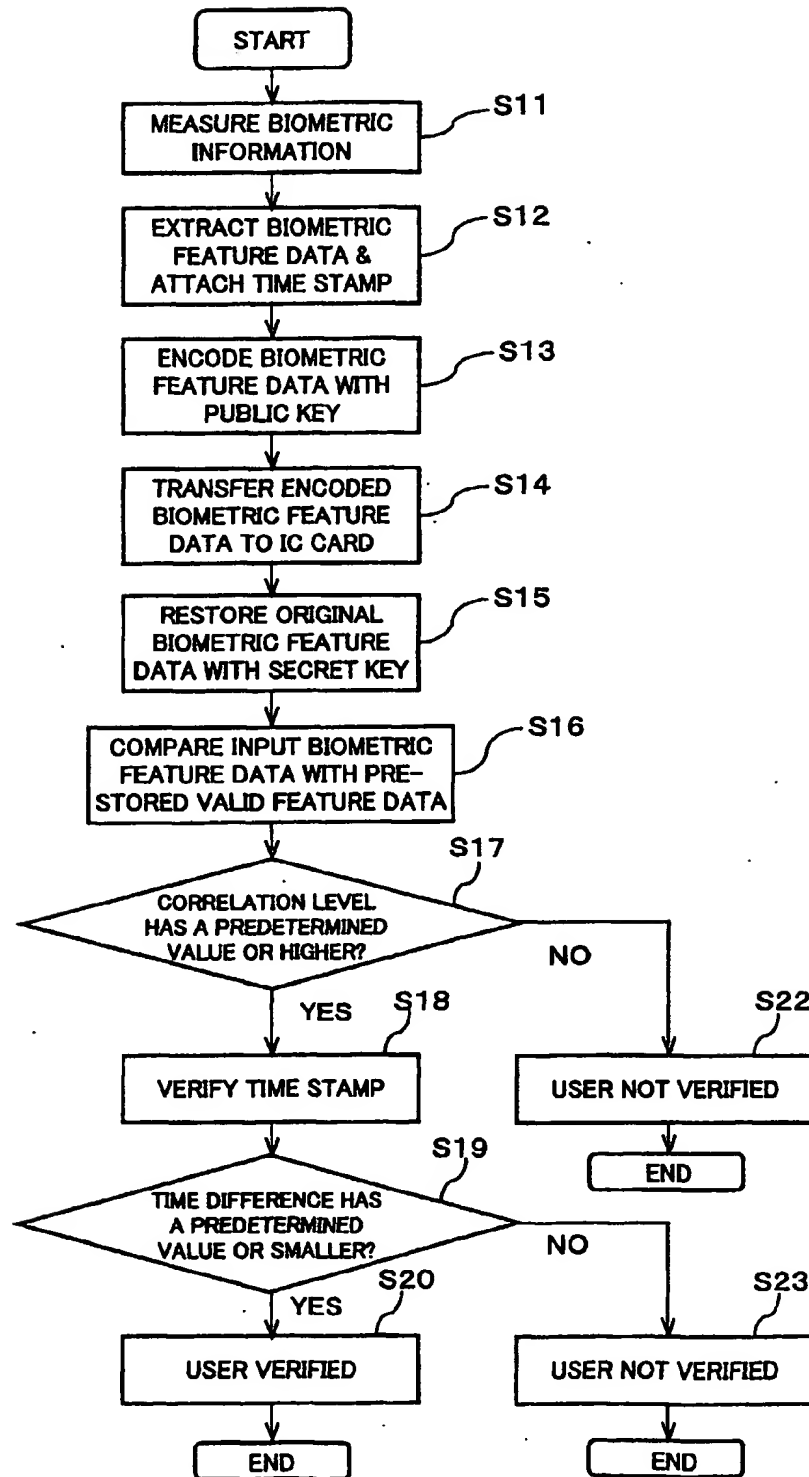 START
S11
MEASURE BIOMETRIC
INFORMATION
S12
EXTRACT BIOMETRIC
FEATURE DATA &
ATTACH TIME STAMP
S13
ENCODE BIOMETRIC
FEATURE DATA WITH
PUBLIC KEY
S14
TRANSFER ENCODED
BIOMETRIC FEATURE
DATA TO IC CARD
S15
RESTORE ORIGINAL
BIOMETRIC FEATURE
DATA WITH SECRET KEY
S16
COMPARE INPUT BIOMETRIC
FEATURE DATA WITH PRE-
STORED VALID FEATURE DATA
S17
CORRELATION LEVEL
HAS A PREDETERMINED
VALUE OR HIGHER?
NO
YES
S18
VERIFY TIME STAMP
S22
USER NOT VERIFIED
END
S19
TIME DIFFERENCE HAS
A PREDETERMINED
VALUE OR SMALLER?
NO
YES
S20
USER VERIFIED
END
S23
USER NOT VERIFIED
END